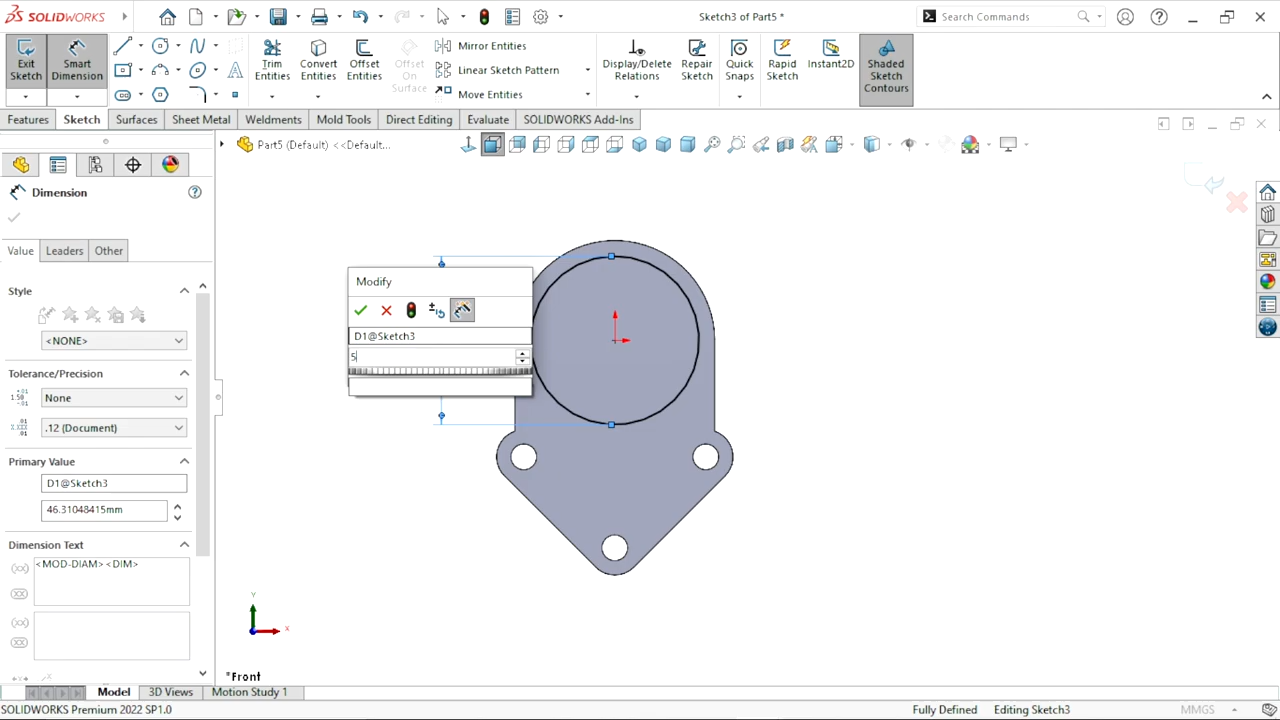 SOLIDWORKS
Sketch3 of Part5 *
Search Commands
Exit Sketch
Smart Dimension
Trim Entities
Convert Entities
Offset Entities
Offset On Surface
Mirror Entities
Linear Sketch Pattern
Move Entities
Display/Delete Relations
Repair Sketch
Quick Snaps
Rapid Sketch
Instant2D
Shaded Sketch Contours
Features
Sketch
Surfaces
Sheet Metal
Weldments
Mold Tools
Direct Editing
Evaluate
SOLIDWORKS Add-Ins
Part5 (Default) <<Default...
Dimension
Value
Leaders
Other
Style
<NONE>
Tolerance/Precision
None
.12 (Document)
Primary Value
D1@Sketch3
46.31048415mm
Dimension Text
<MOD-DIAM><DIM>
Modify
D1@Sketch3
5
Y
X
*Front
Model
3D Views
Motion Study 1
SOLIDWORKS Premium 2022 SP1.0
Fully Defined
Editing Sketch3
MMGS